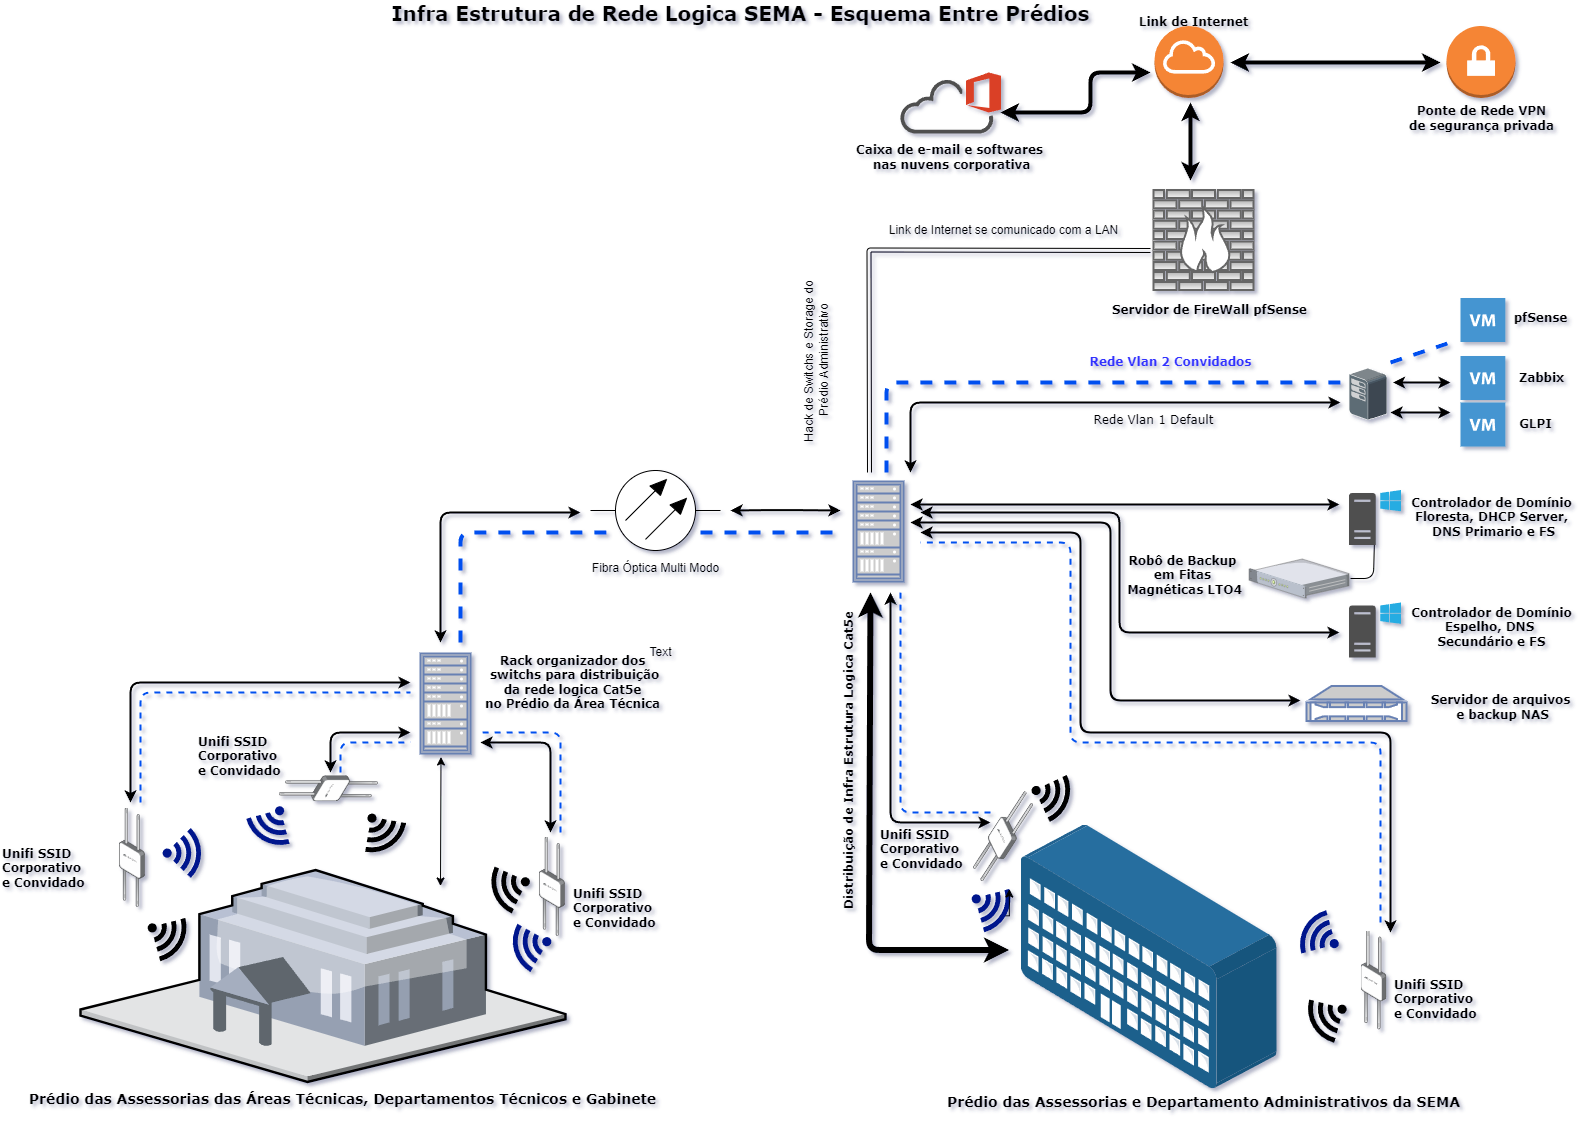 Infra Estrutura de Rede Logica SEMA - Esquema Entre Prédios
Link de Internet
Ponte de Rede VPN
de segurança privada
Caixa de e-mail e softwares
nas nuvens corporativa
Link de Internet se comunicado com a LAN
Servidor de FireWall pfSense
Hack de Switchs e Storage do
Prédio Administrativo
VM
pfSense
Rede Vlan 2 Convidados
VM
Zabbix
Rede Vlan 1 Default
VM
GLPI
Controlador de Domínio
Floresta, DHCP Server,
DNS Primario e FS
Fibra Óptica Multi Modo
Robô de Backup
em Fitas
Magnéticas LTO4
Controlador de Domínio
Espelho, DNS
Secundário e FS
Text
Rack organizador dos
switchs para distribuição
da rede logica Cat5e
no Prédio da Área Técnica
Distribuição de Infra Estrutura Logica Cat5e
Servidor de arquivos
e backup NAS
Unifi SSID
Corporativo
e Convidado
Unifi SSID
Corporativo
e Convidado
Unifi SSID
Corporativo
e Convidado
Unifi SSID
Corporativo
e Convidado
Unifi SSID
Corporativo
e Convidado
Prédio das Assessorias das Áreas Técnicas, Departamentos Técnicos e Gabinete
Prédio das Assessorias e Departamento Administrativos da SEMA